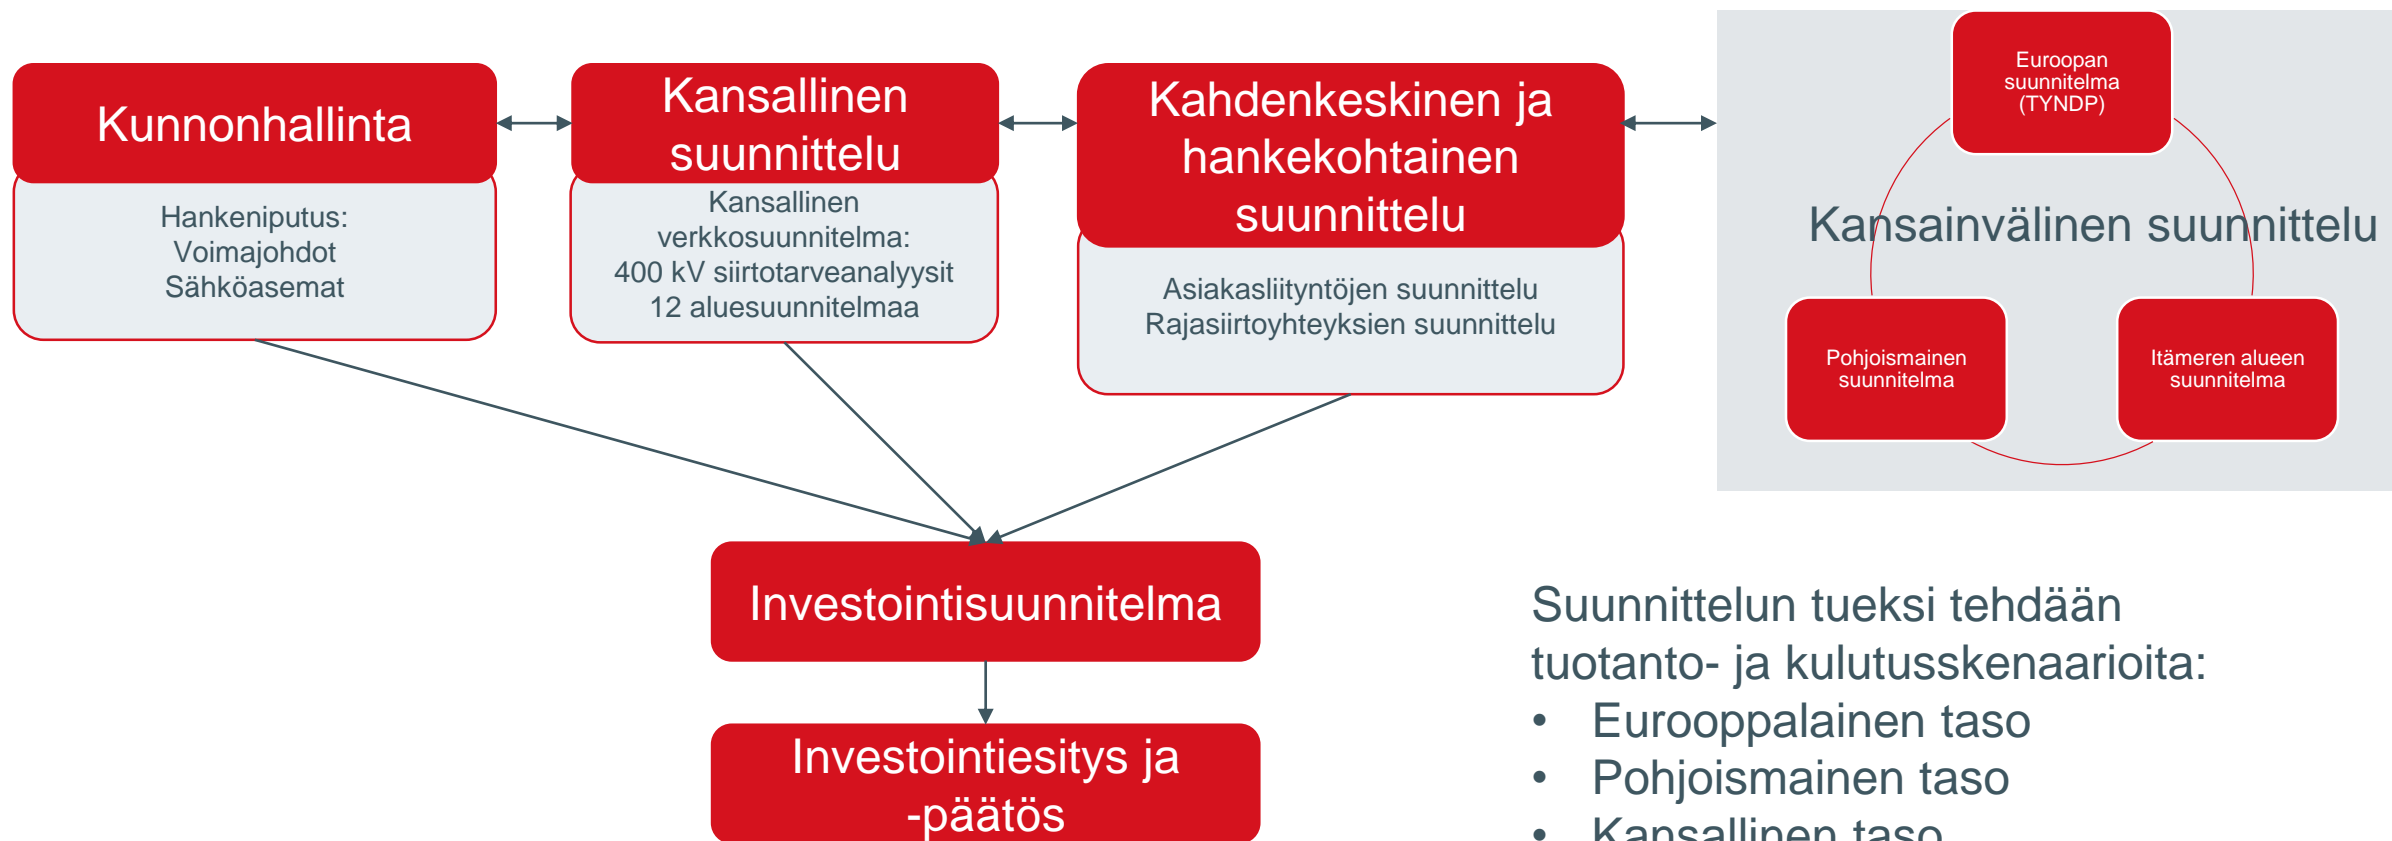 Kunnonhallinta
Hankeniputus:
Voimajohdot
Sähköasemat
Kansallinen
suunnittelu
Kansallinen
verkkosuunnitelma:
400 kV siirtotarveanalyysit
12 aluesuunnitelmaa
Kahdenkeskinen ja
hankekohtainen
suunnittelu
Asiakasliityntöjen suunnittelu
Rajasiirtoyhteyksien suunnittelu
Euroopan
suunnitelma
(TYNDP)
Kansainvälinen suunnittelu
Pohjoismainen
suunnitelma
Itämeren alueen
suunnitelma
Investointisuunnitelma
Investointiesitys ja
-päätös
Suunnittelun tueksi tehdään
tuotanto- ja kulutusskenaarioita:
• Eurooppalainen taso
• Pohjoismainen taso
• Kansallinen taso